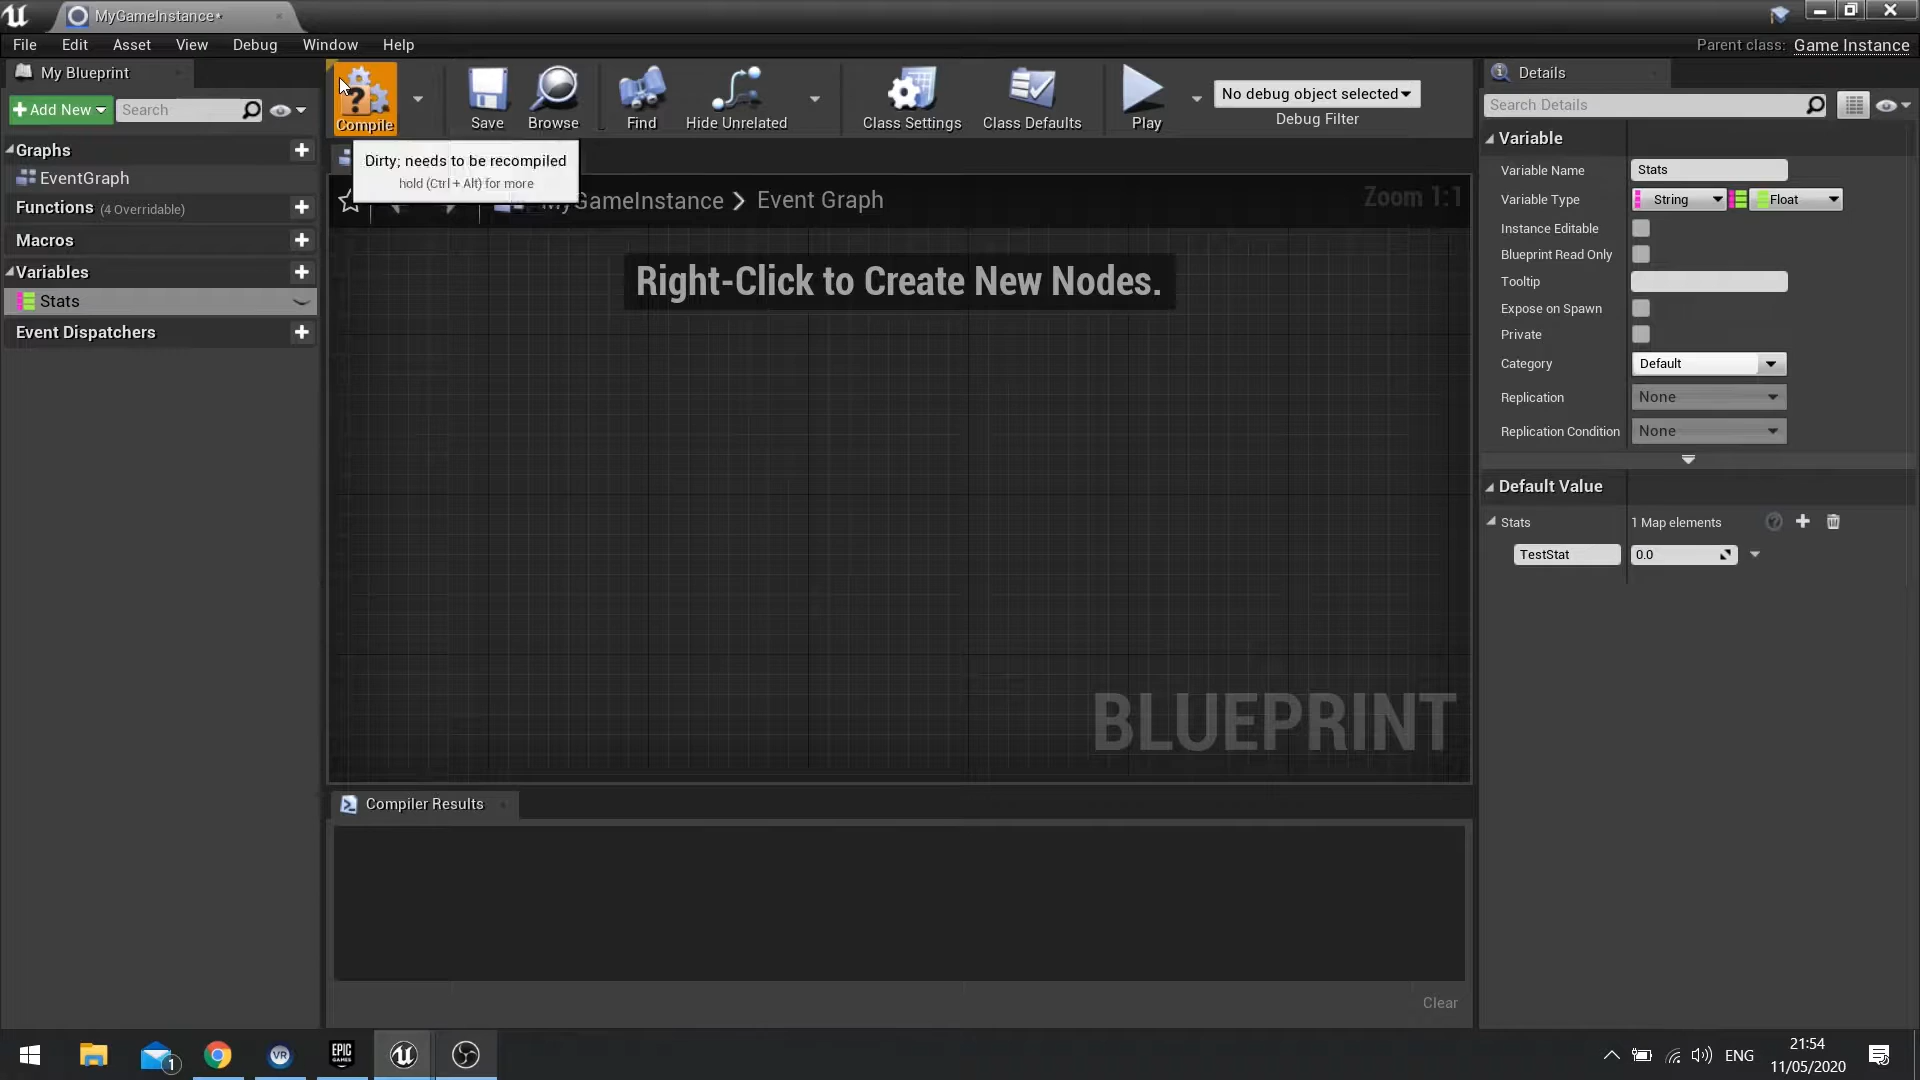 MyGameInstance*
File Edit Asset View Debug Window Help
Parent class: Game Instance
My Blueprint
Add New
Search
Graphs
EventGraph
Functions (4 Overridable)
Macros
Variables
Stats
Event Dispatchers
Compile
Save
Browse
Find
Hide Unrelated
Class Settings
Class Defaults
Play
No debug object selected
Debug Filter
Dirty; needs to be recompiled
hold (Ctrl + Alt) for more
MyGameInstance > Event Graph
Zoom 1:1
Right-Click to Create New Nodes.
BLUEPRINT
Compiler Results
Clear
Details
Search Details
Variable
Variable Name Stats
Variable Type String Float
Instance Editable
Blueprint Read Only
Tooltip
Expose on Spawn
Private
Category Default
Replication None
Replication Condition None
Default Value
Stats 1 Map elements
TestStat 0.0
1
VR
EPIC
GAMES
ENG
21:54
11/05/2020